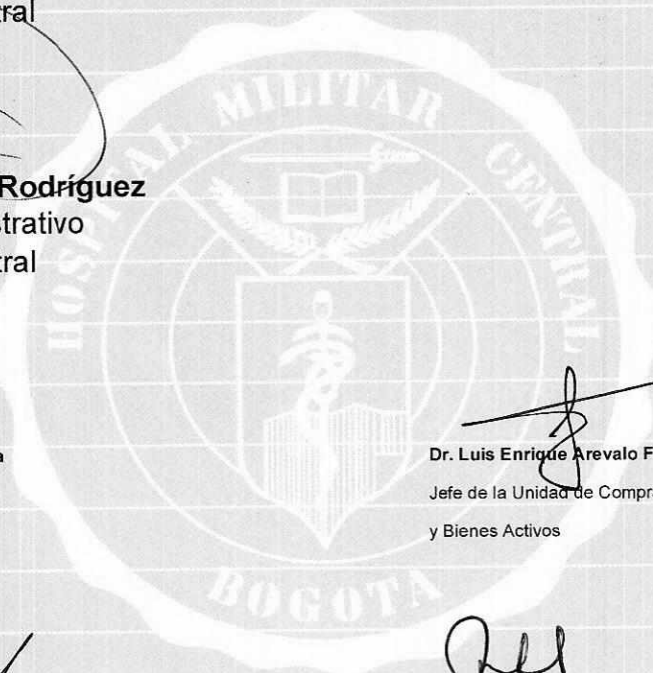 tral
Rodríguez
strativo
tral
HOSPITAL MILITAR CENTRAL
a
Dr. Luis Enrique Arevalo F
Jefe de la Unidad de Compr
y Bienes Activos
BOGOTA